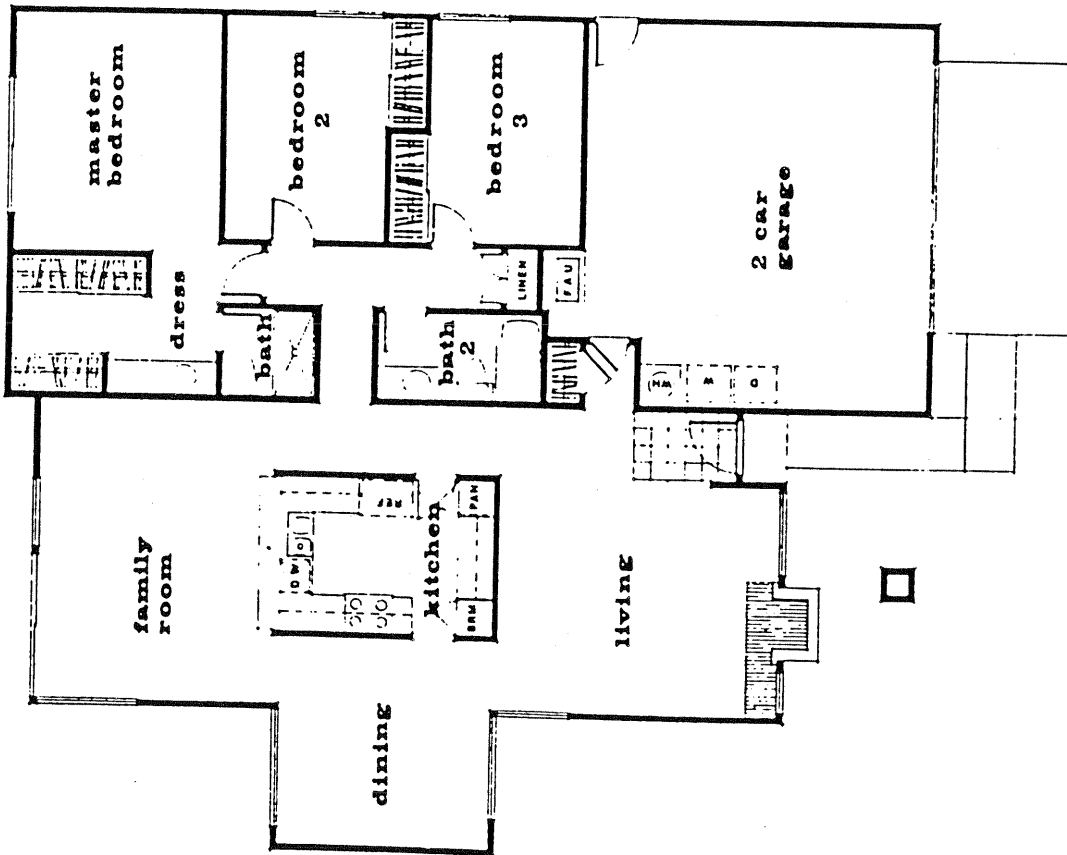 master
bedroom
bedroom
2
bedroom
3
2 car
garage
dress
bath
bath
2
LINEN
FAU
WH
W
D
family
room
kitchen
REF
PAN
DW
BRM
living
dining